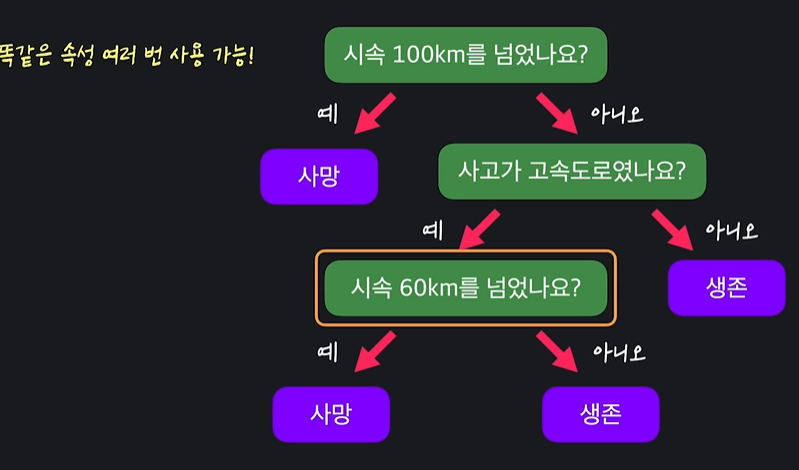 똑같은 속성 여러 번 사용 가능!
시속 100km를 넘었나요?
예
아니오
사망
사고가 고속도로였나요?
예
아니오
시속 60km를 넘었나요?
생존
예
아니오
사망
생존